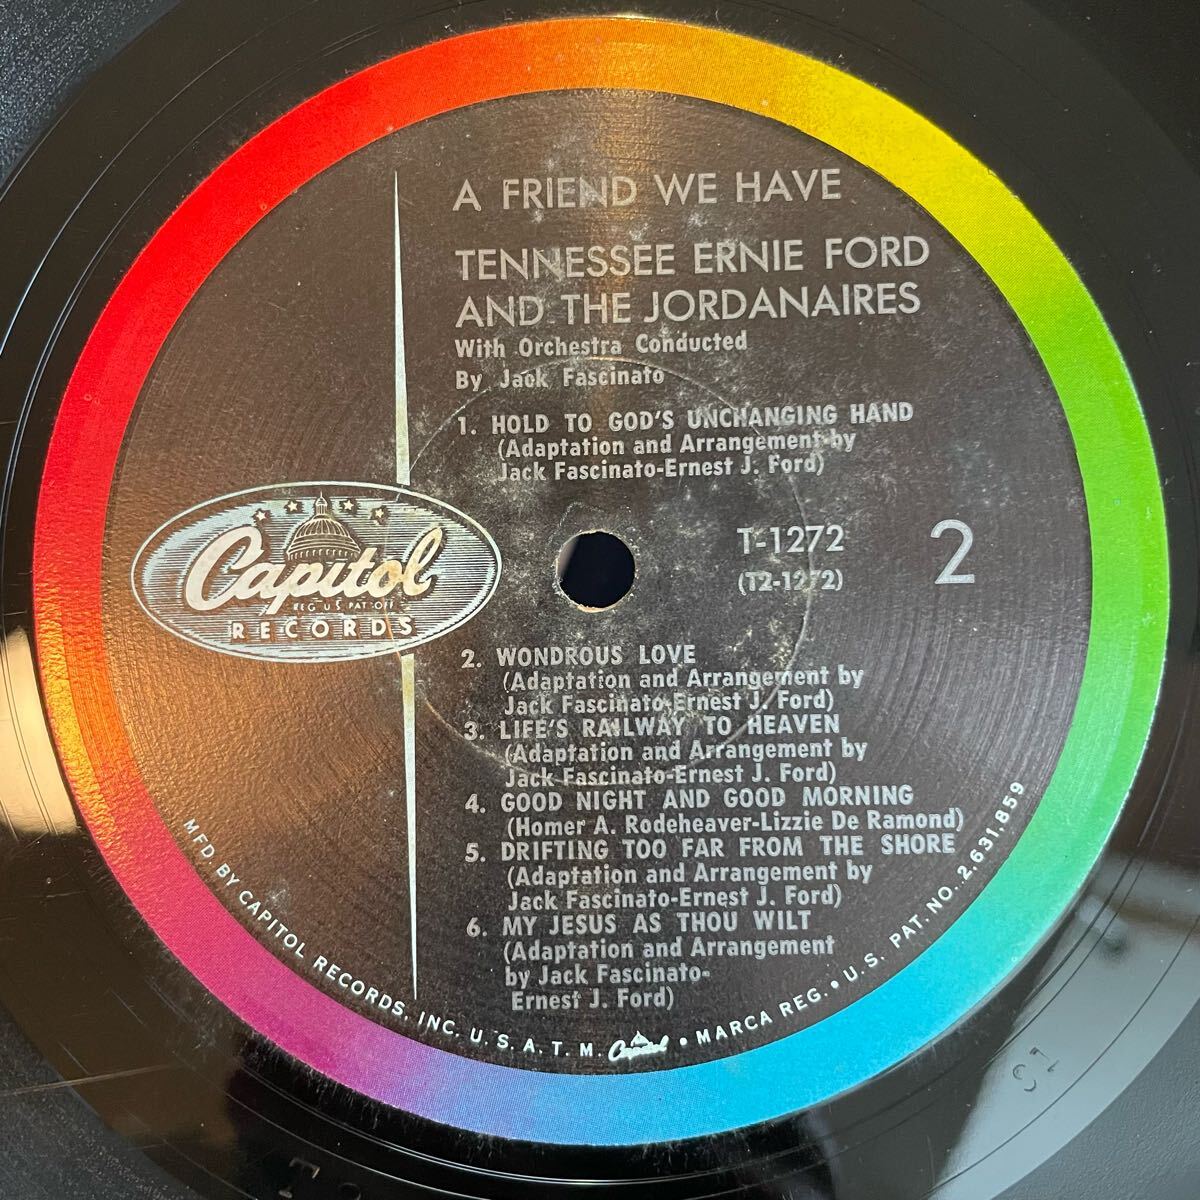 A FRIEND WE HAVE
TENNESSEE ERNIE FORD
AND THE JORDANAIRES
With Orchestra Conducted
By Jack Fascinato
1. HOLD TO GOD'S UNCHANGING HAND
(Adaptation and Arrangement by
Jack Fascinato-Ernest J. Ford)
Capitol
REG U S PAT OFF
RECORDS
T-1272
(T2-1272)
2
2. WONDROUS LOVE
(Adaptation and Arrangement by
Jack Fascinato-Ernest J. Ford)
3. LIFE'S RAILWAY TO HEAVEN
(Adaptation and Arrangement by
Jack Fascinato-Ernest J. Ford)
4. GOOD NIGHT AND GOOD MORNING
(Homer A. Rodeheaver-Lizzie De Ramond)
5. DRIFTING TOO FAR FROM THE SHORE
(Adaptation and Arrangement by
Jack Fascinato-Ernest J. Ford)
6. MY JESUS AS THOU WILT
(Adaptation and Arrangement
by Jack Fascinato-
Ernest J. Ford)
MFD. BY CAPITOL RECORDS, INC. U.S.A. T.M. Capitol • MARCA REG. • U.S. PAT. NO. 2,631,859